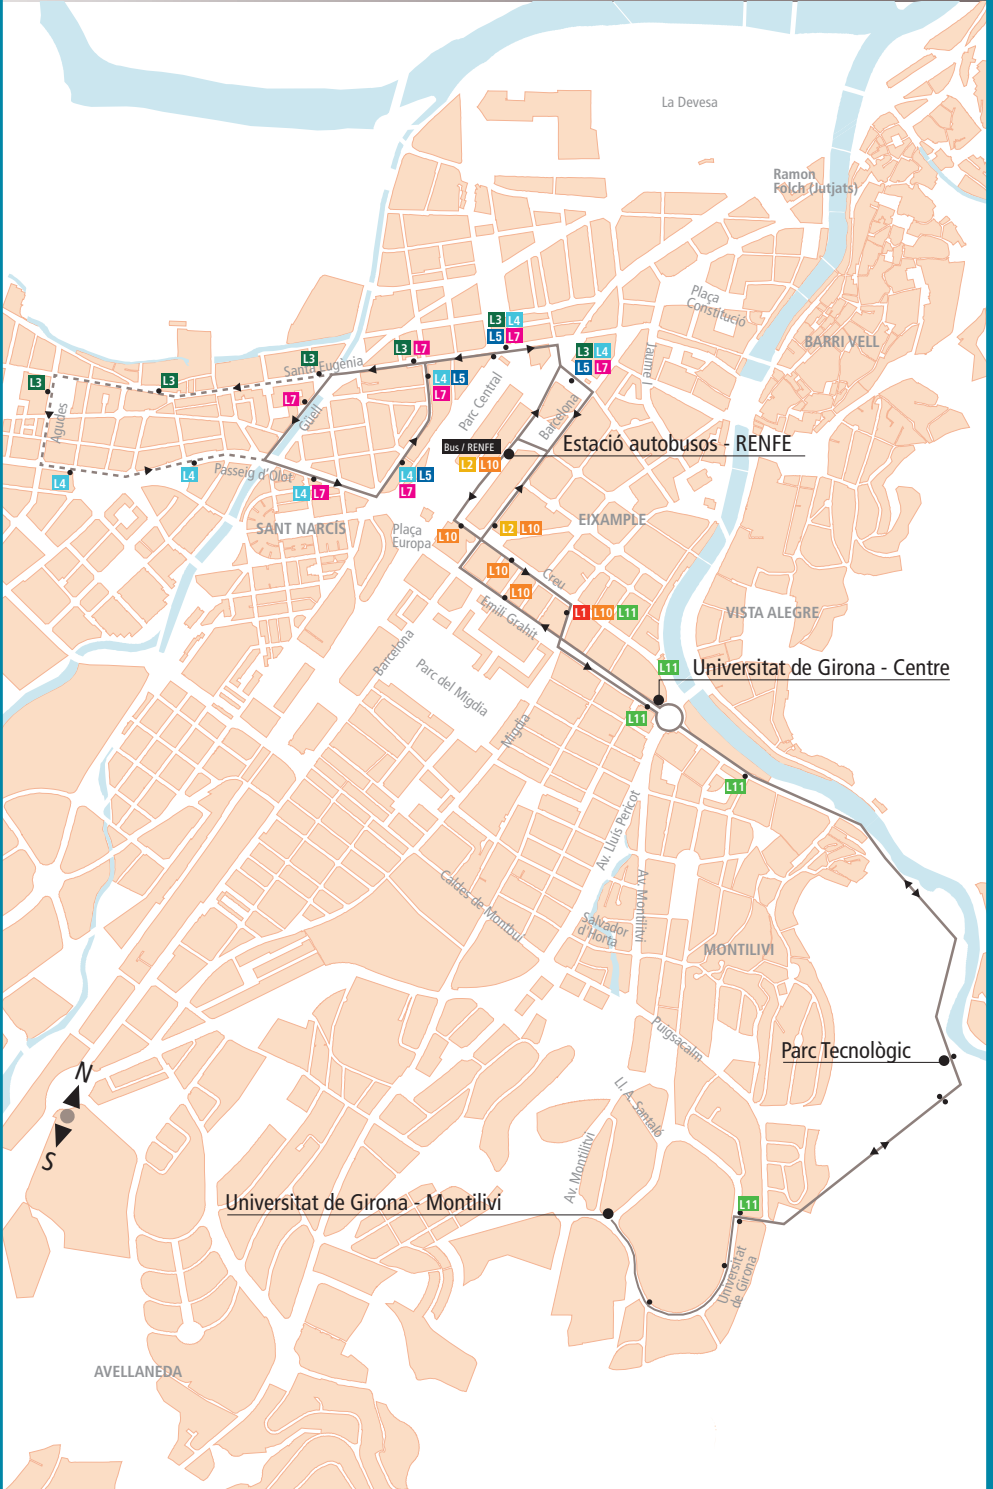 La Devesa
Ramon
Folch (Jutjats)
Plaça
Constitució
BARRI VELL
Jaume I
L3 L4
L5 L7
L3 L7
L3
Santa Eugènia
L3 L4
L5 L7
L3
L3
L4 L5
L7
L7
Güell
Agudes
Parc Central
Barcelona
Bus / RENFE
Estació autobusos - RENFE
L2 L10
L4
L4
Passeig d'Olot
L4 L7
L4 L5
L7
SANT NARCÍS
Plaça
Europa
L10
L2 L10
EIXAMPLE
L10
Creu
L10
Emili Grahit
L1 L10 L11
VISTA ALEGRE
Barcelona
Parc del Migdia
L11
Universitat de Girona - Centre
Migdia
L11
L11
Av. Lluís Pericot
Caldes de Montbui
Av. Montilivi
Salvador
d'Horta
MONTILIVI
Puigsacalm
Parc Tecnològic
N
S
Ll. A. Santaló
Av. Montilivi
Universitat de Girona - Montilivi
L11
Universitat
de Girona
AVELLANEDA